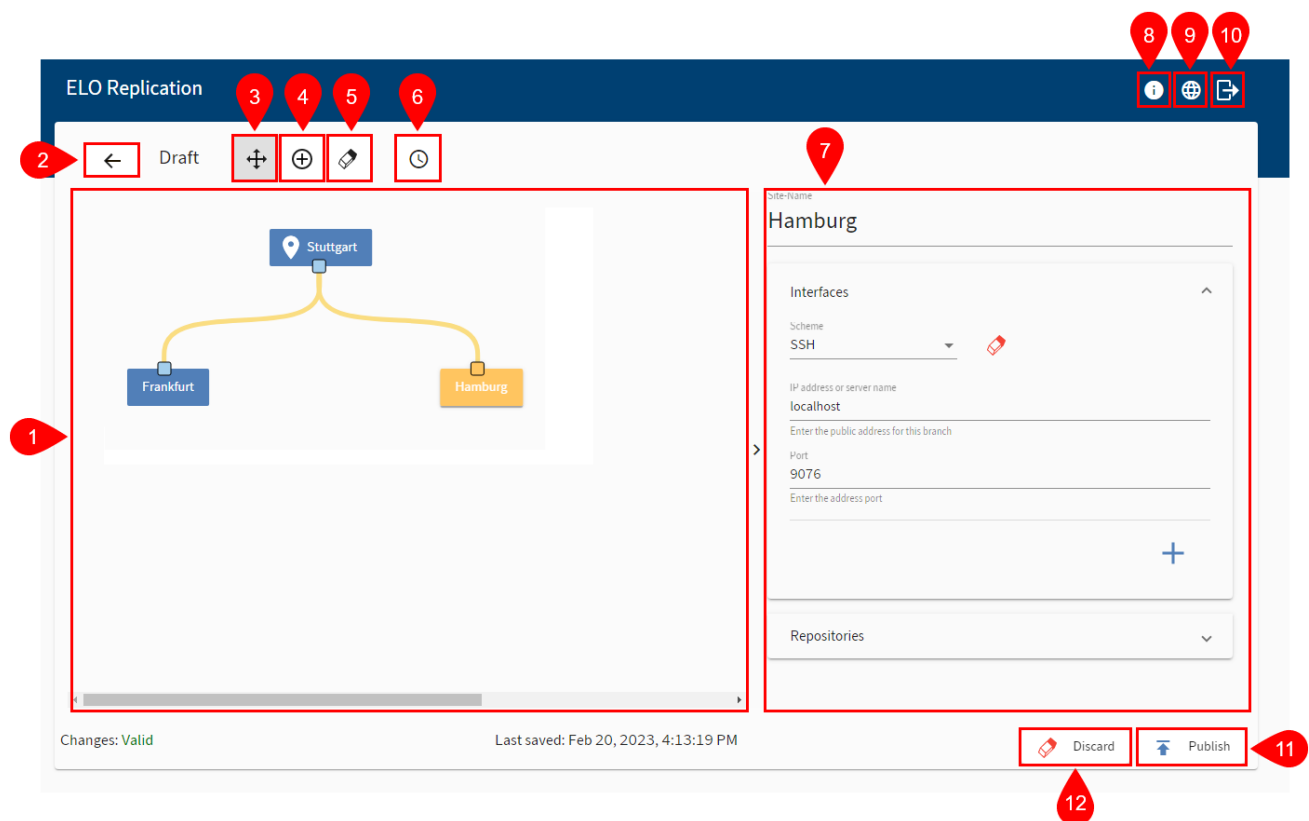 8 9 10
ELO Replication
3 4 5 6
2 Draft
7
Site-Name
Hamburg
Stuttgart
Interfaces
Scheme
SSH
Frankfurt Hamburg
IP address or server name
localhost
1
Enter the public address for this branch
Port
9076
Enter the address port
Repositories
Changes: Valid Last saved: Feb 20, 2023, 4:13:19 PM Discard Publish 11
12